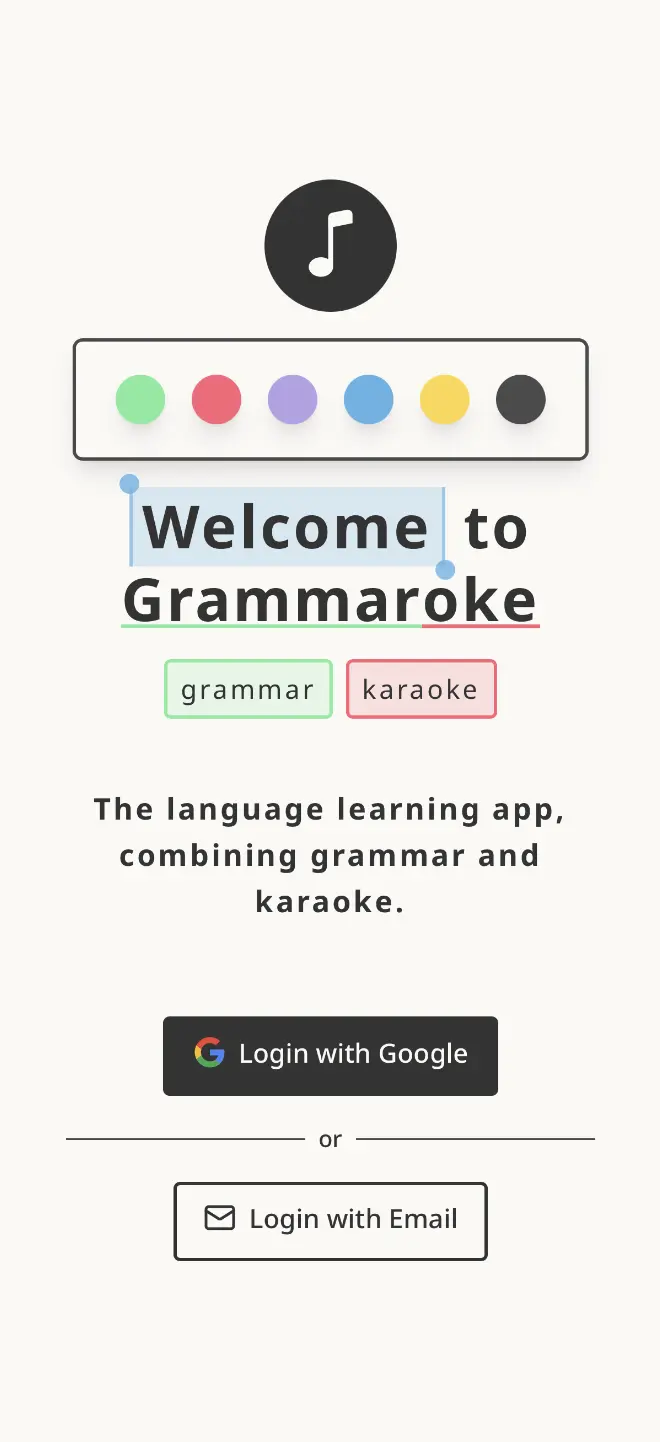 Welcome to
Grammaroke
grammar karaoke
The language learning app,
combining grammar and
karaoke.
Login with Google
or
Login with Email